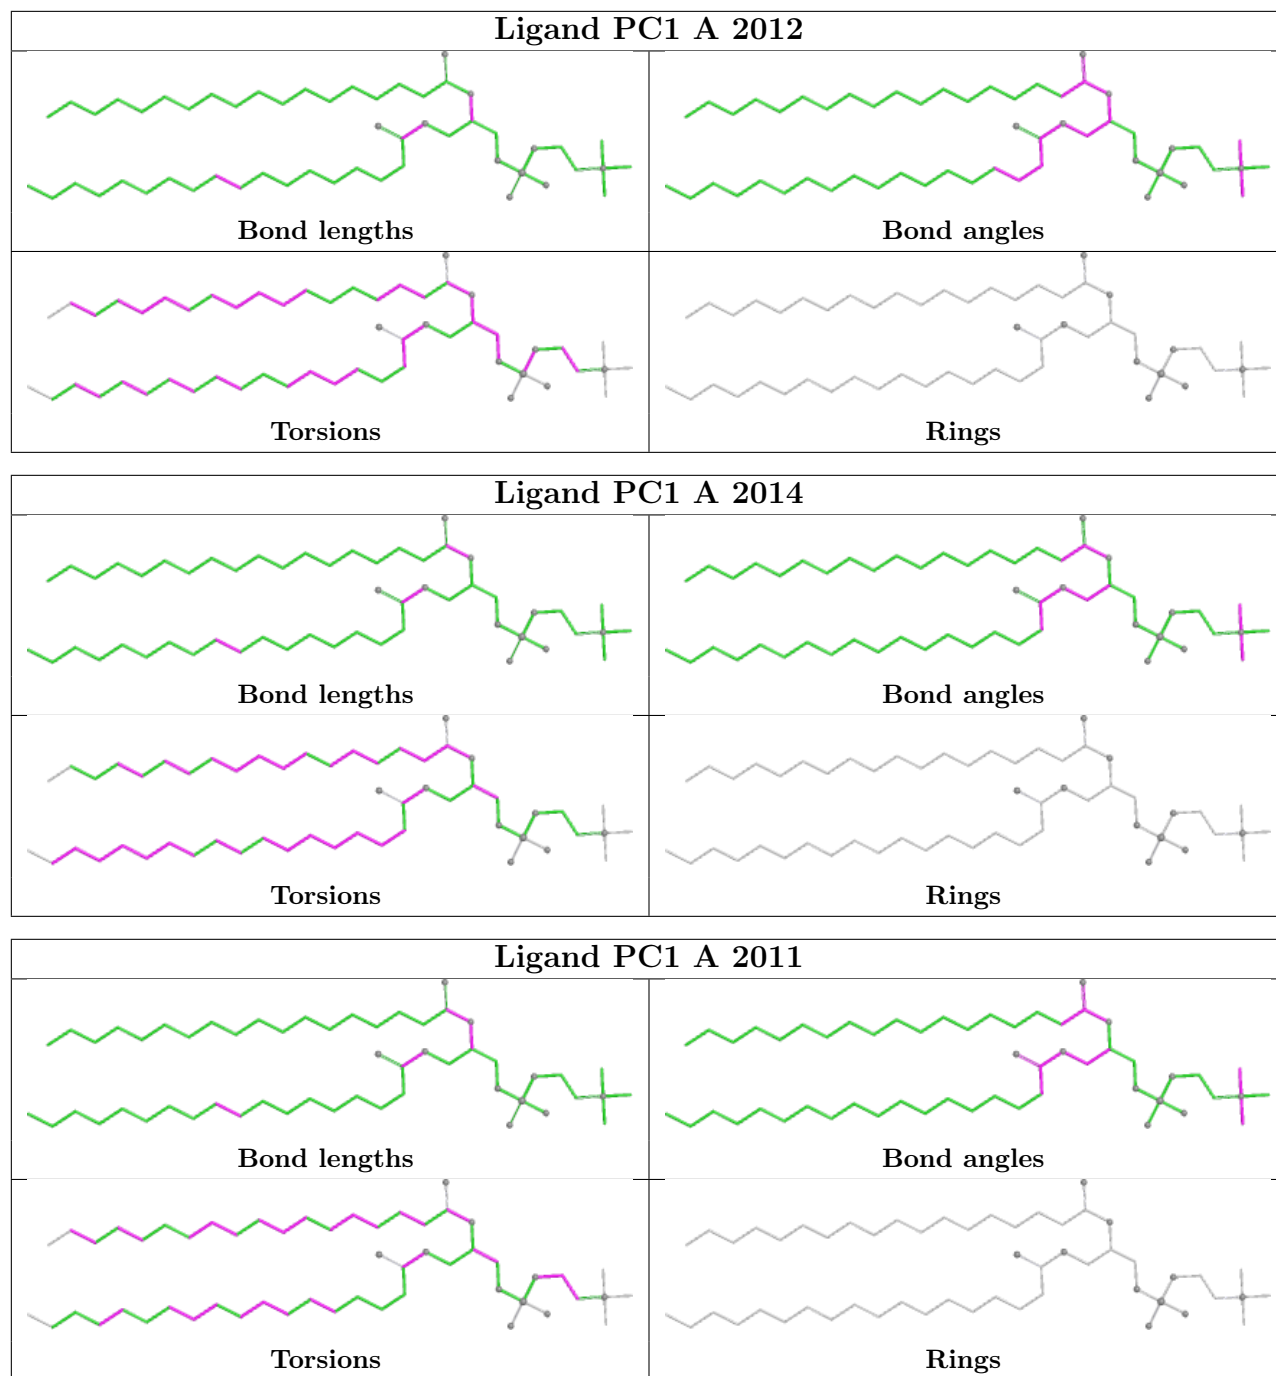 Ligand PC1 A 2012
Bond lengths
Bond angles
Torsions
Rings
Ligand PC1 A 2014
Bond lengths
Bond angles
Torsions
Rings
Ligand PC1 A 2011
Bond lengths
Bond angles
Torsions
Rings